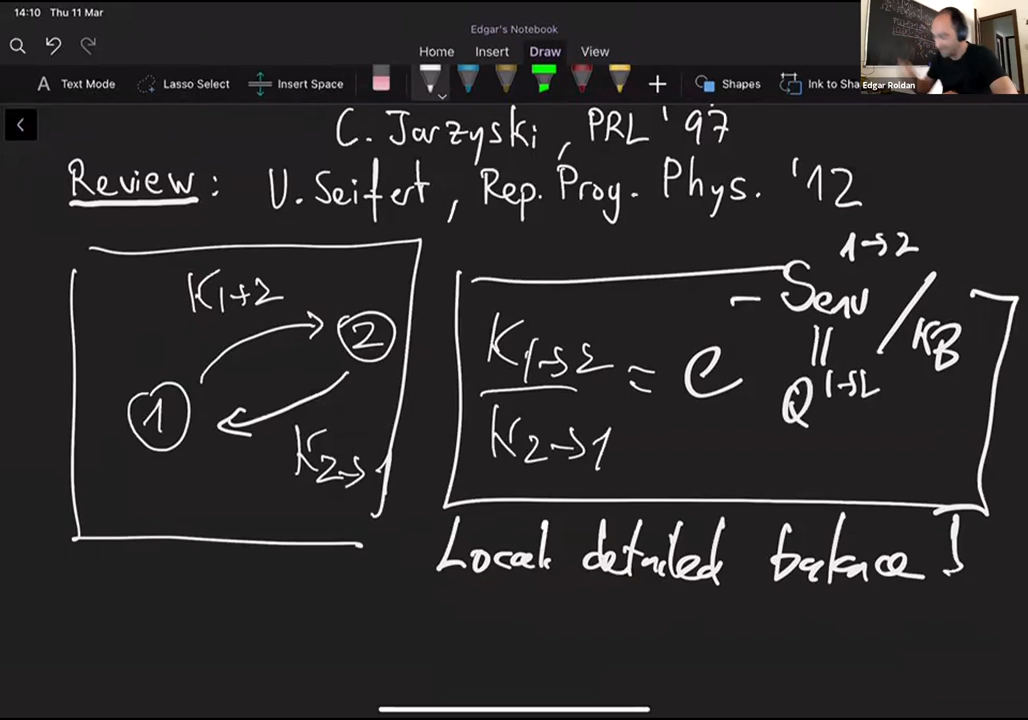 14:10 Thu 11 Mar
Edgar's Notebook
Home Insert Draw View
Text Mode Lasso Select Insert Space Shapes Ink to Sha
Edgar Roldan
C. Jarzyski, PRL '97
Review: U. Seifert, Rep. Prog. Phys. '12
K1→2
2
1
K2→1
K1→2 / K2→1 = e - Senv 1→2 / KB
||
Q 1→2
Local detailed balance!